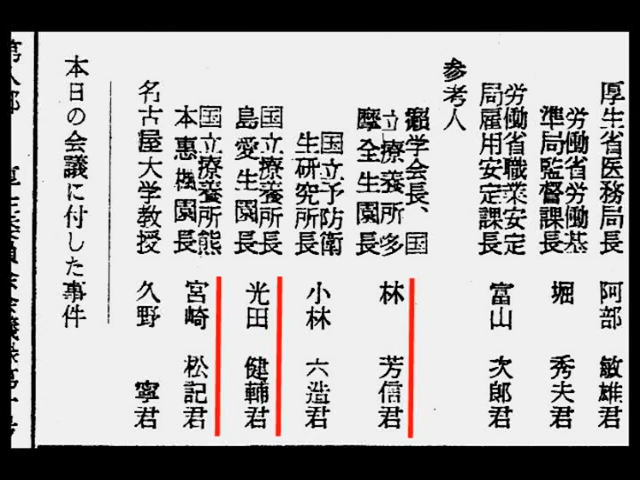 厚生省医務局長 阿部 敏雄君
労働省労働基
準局監督課長 堀 秀夫君
労働省職業安定
局雇用安定課長 富山 次郎君
参考人
癩学会長、国
立療養所多
摩全生園長 林 芳信君
国立予防衛
生研究所長 小林 六造君
国立療養所長
島愛生園長 光田 健輔君
国立療養所熊
本惠楓園長 宮崎 松記君
名古屋大学教授 久野 寧君
本日の会議に付した事件